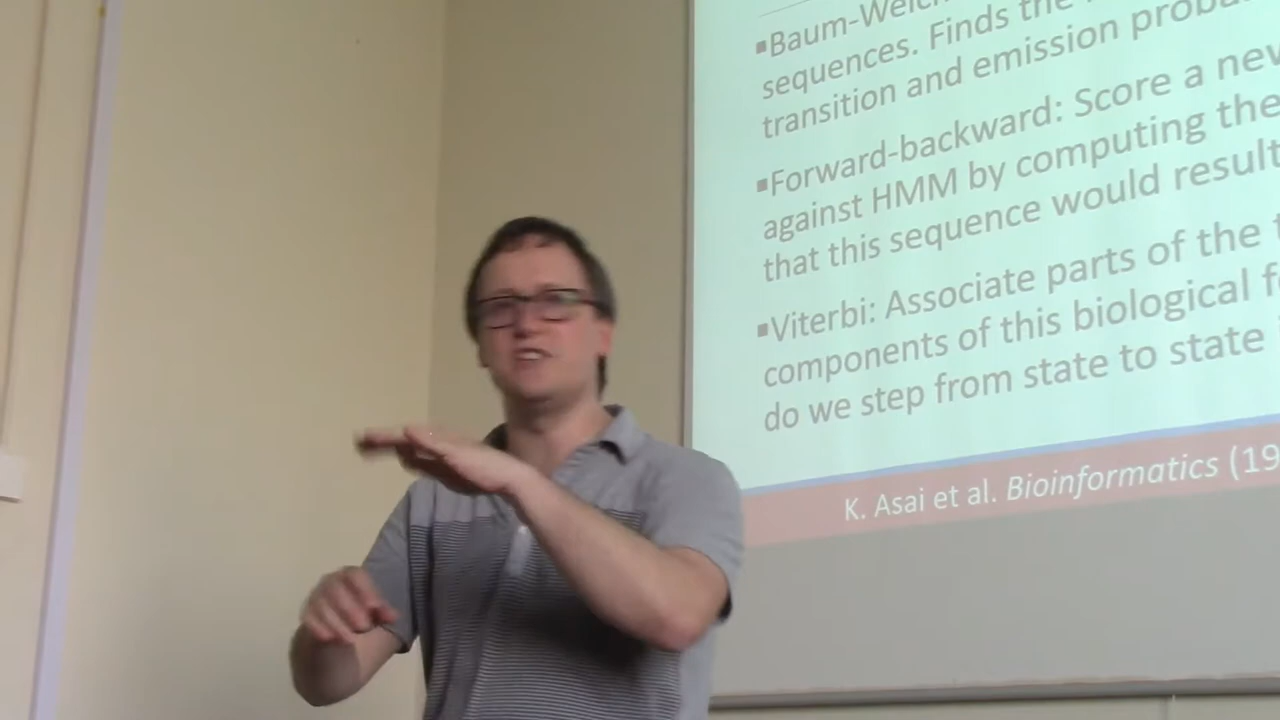 ▪Baum-Welch
sequences. Finds the
transition and emission
▪Forward-backward: Score a new
against HMM by computing the
that this sequence would result
▪Viterbi: Associate parts of the
components of this biological
do we step from state to state
K. Asai et al. Bioinformatics (19